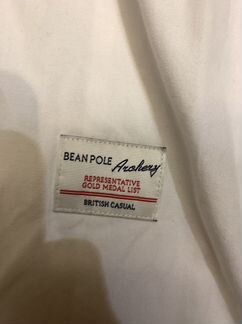 BEAN POLE Archery
REPRESENTATIVE
GOLD MEDAL LIST
BRITISH CASUAL